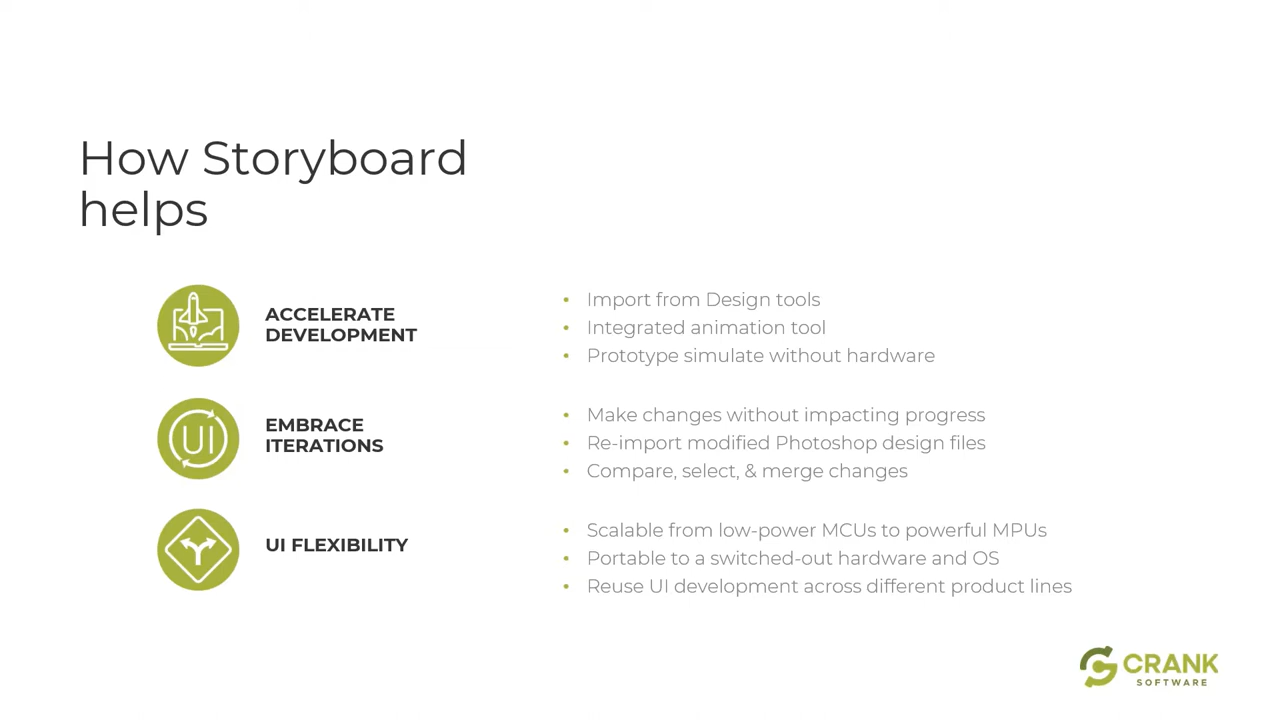 How Storyboard
helps
ACCELERATE
DEVELOPMENT
• Import from Design tools
• Integrated animation tool
• Prototype simulate without hardware
UI
EMBRACE
ITERATIONS
• Make changes without impacting progress
• Re-import modified Photoshop design files
• Compare, select, & merge changes
UI FLEXIBILITY
• Scalable from low-power MCUs to powerful MPUs
• Portable to a switched-out hardware and OS
• Reuse UI development across different product lines
CRANK
SOFTWARE